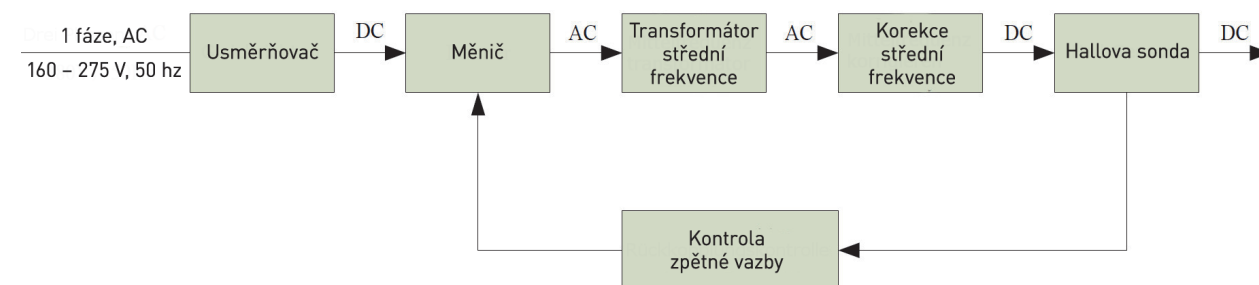 1 fáze, AC
160 – 275 V, 50 hz
Usměrňovač
DC
Měnič
AC
Transformátor
střední
frekvence
AC
Korekce
střední
frekvence
DC
Hallova sonda
DC
Kontrola
zpětné vazby